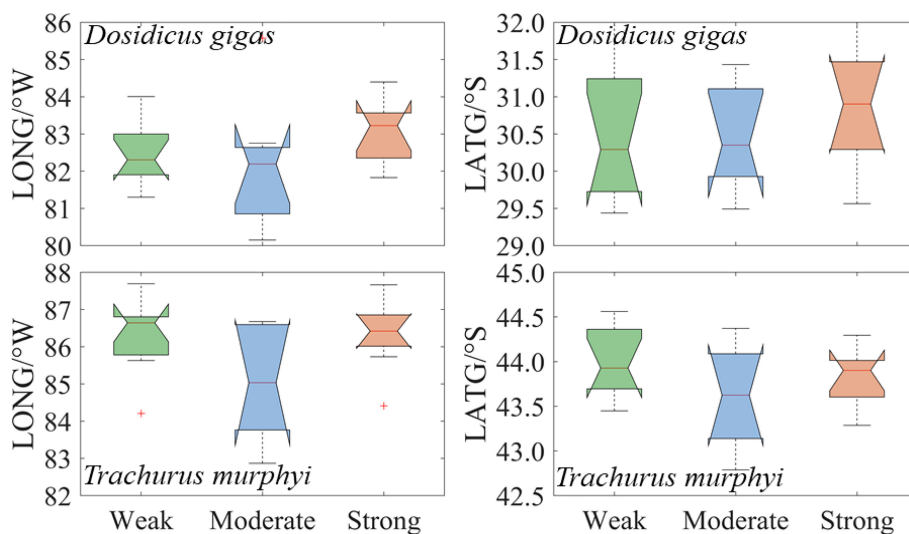 Dosidicus gigas
LONG/°W
86
85
84
83
82
81
80
Dosidicus gigas
LATG/°S
32.0
31.5
31.0
30.5
30.0
29.5
29.0
LONG/°W
88
87
86
85
84
83
82
Trachurus murphyi
Weak Moderate Strong
LATG/°S
45.0
44.5
44.0
43.5
43.0
42.5
Trachurus murphyi
Weak Moderate Strong